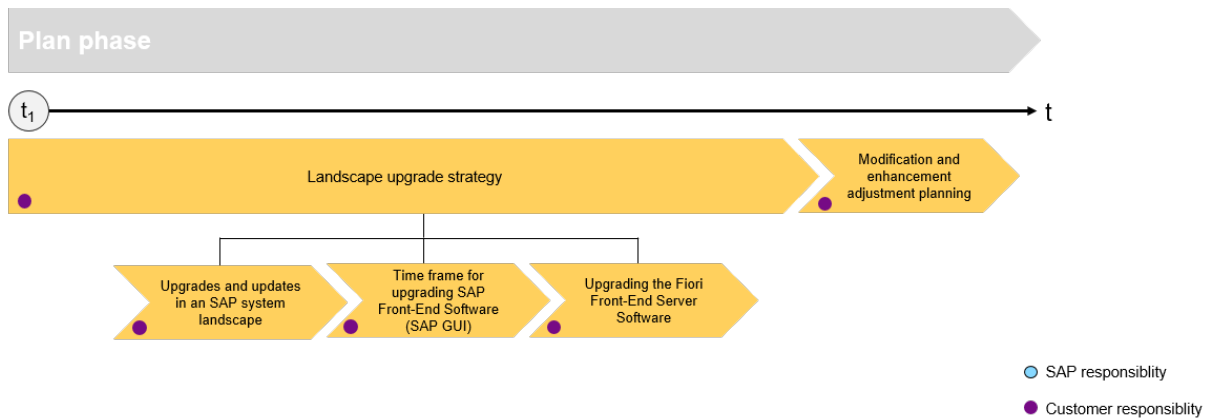 Plan phase
t1
t
Landscape upgrade strategy
Modification and
enhancement
adjustment planning
Upgrades and updates
in an SAP system
landscape
Time frame for
upgrading SAP
Front-End Software
(SAP GUI)
Upgrading the Fiori
Front-End Server
Software
SAP responsiblity
Customer responsiblity